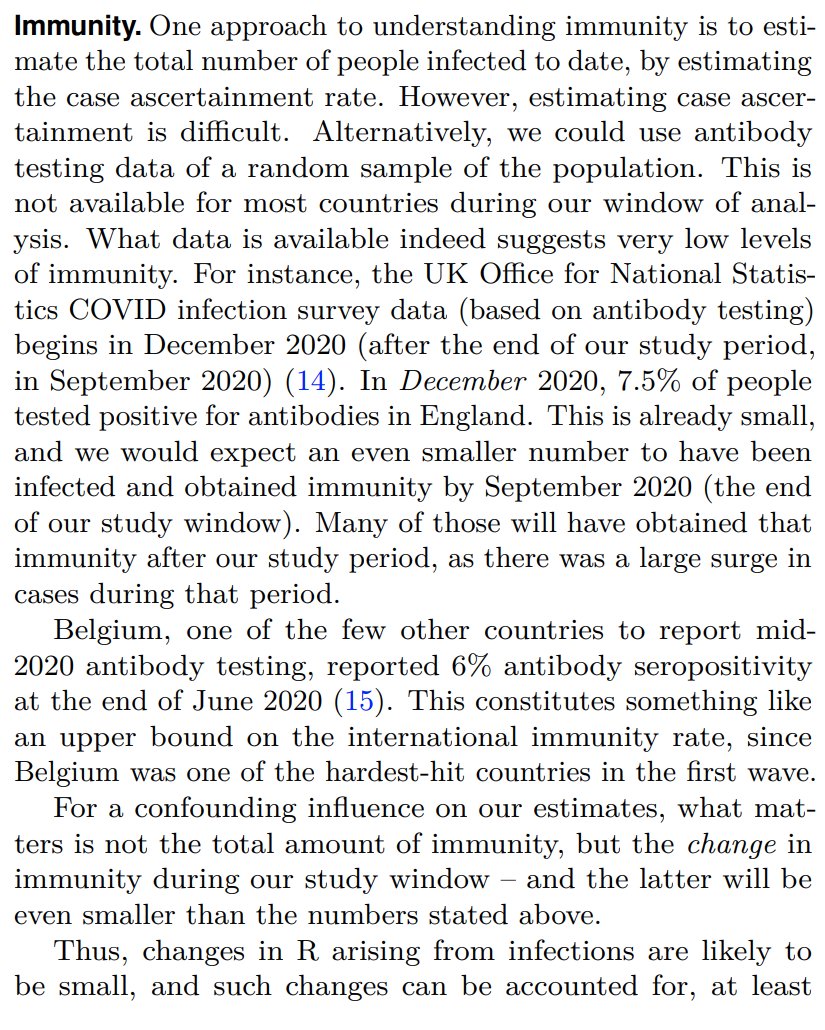 Immunity. One approach to understanding immunity is to esti-
mate the total number of people infected to date, by estimating
the case ascertainment rate. However, estimating case ascer-
tainment is difficult. Alternatively, we could use antibody
testing data of a random sample of the population. This is
not available for most countries during our window of anal-
ysis. What data is available indeed suggests very low levels
of immunity. For instance, the UK Office for National Statis-
tics COVID infection survey data (based on antibody testing)
begins in December 2020 (after the end of our study period,
in September 2020) (14). In December 2020, 7.5% of people
tested positive for antibodies in England. This is already small,
and we would expect an even smaller number to have been
infected and obtained immunity by September 2020 (the end
of our study window). Many of those will have obtained that
immunity after our study period, as there was a large surge in
cases during that period.
Belgium, one of the few other countries to report mid-
2020 antibody testing, reported 6% antibody seropositivity
at the end of June 2020 (15). This constitutes something like
an upper bound on the international immunity rate, since
Belgium was one of the hardest-hit countries in the first wave.
For a confounding influence on our estimates, what mat-
ters is not the total amount of immunity, but the change in
immunity during our study window – and the latter will be
even smaller than the numbers stated above.
Thus, changes in R arising from infections are likely to
be small, and such changes can be accounted for, at least